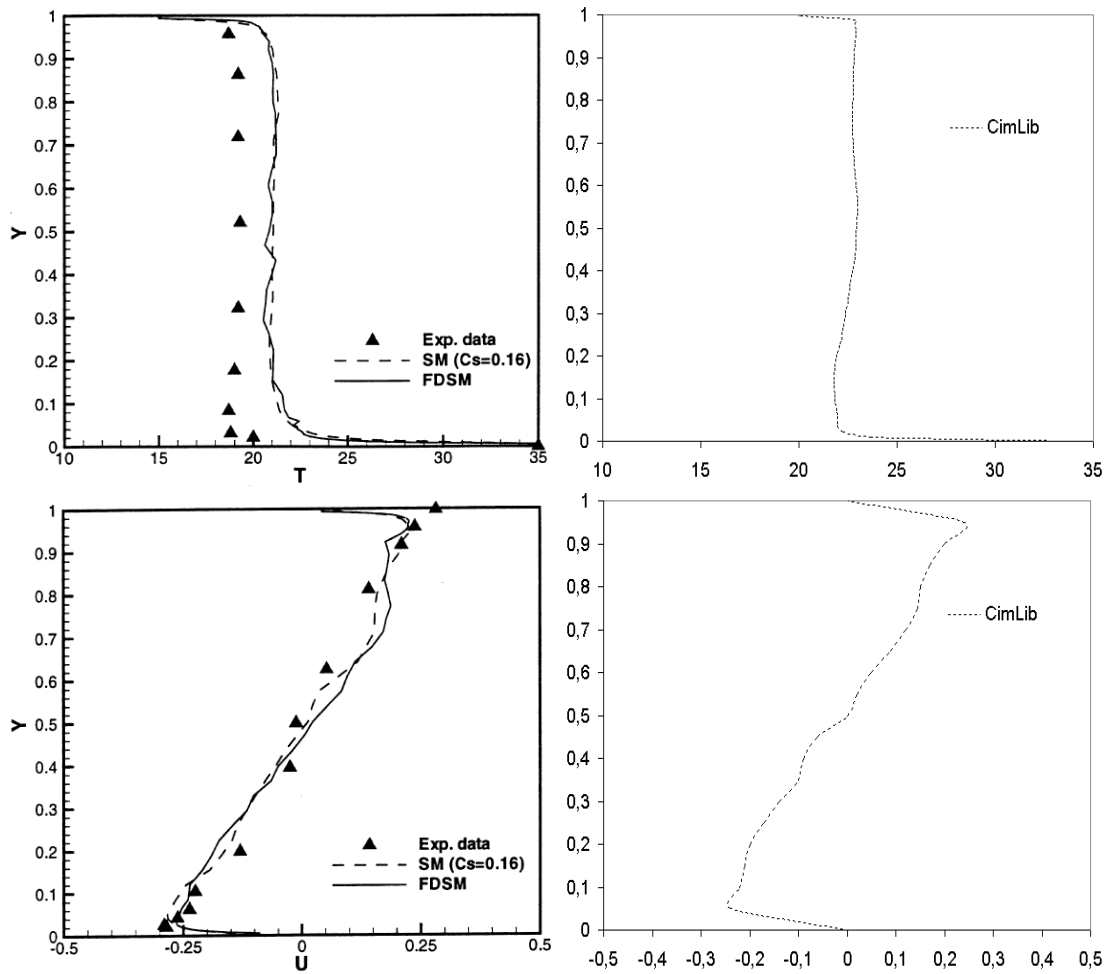 1
0.9
0.8
0.7
0.6
0.5
0.4
0.3
0.2
0.1
0
Y
10 15 20 25 30 35
T
Exp. data
SM (Cs=0.16)
FDSM
1
0,9
0,8
0,7
0,6
0,5
0,4
0,3
0,2
0,1
0
10 15 20 25 30 35
CimLib
1
0.9
0.8
0.7
0.6
0.5
0.4
0.3
0.2
0.1
0
Y
-0.5 -0.25 0 0.25 0.5
U
Exp. data
SM (Cs=0.16)
FDSM
1
0,9
0,8
0,7
0,6
0,5
0,4
0,3
0,2
0,1
0
-0,5 -0,4 -0,3 -0,2 -0,1 0 0,1 0,2 0,3 0,4 0,5
CimLib